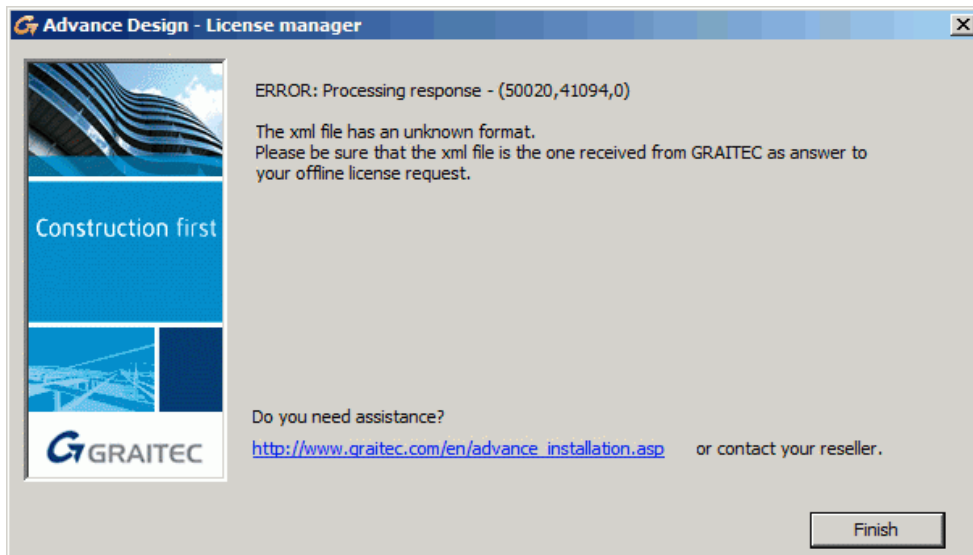 Advance Design - License manager
ERROR: Processing response - (50020,41094,0)
The xml file has an unknown format.
Please be sure that the xml file is the one received from GRAITEC as answer to
your offline license request.
Construction first
GRAITEC
Do you need assistance?
http://www.graitec.com/en/advance_installation.asp or contact your reseller.
Finish